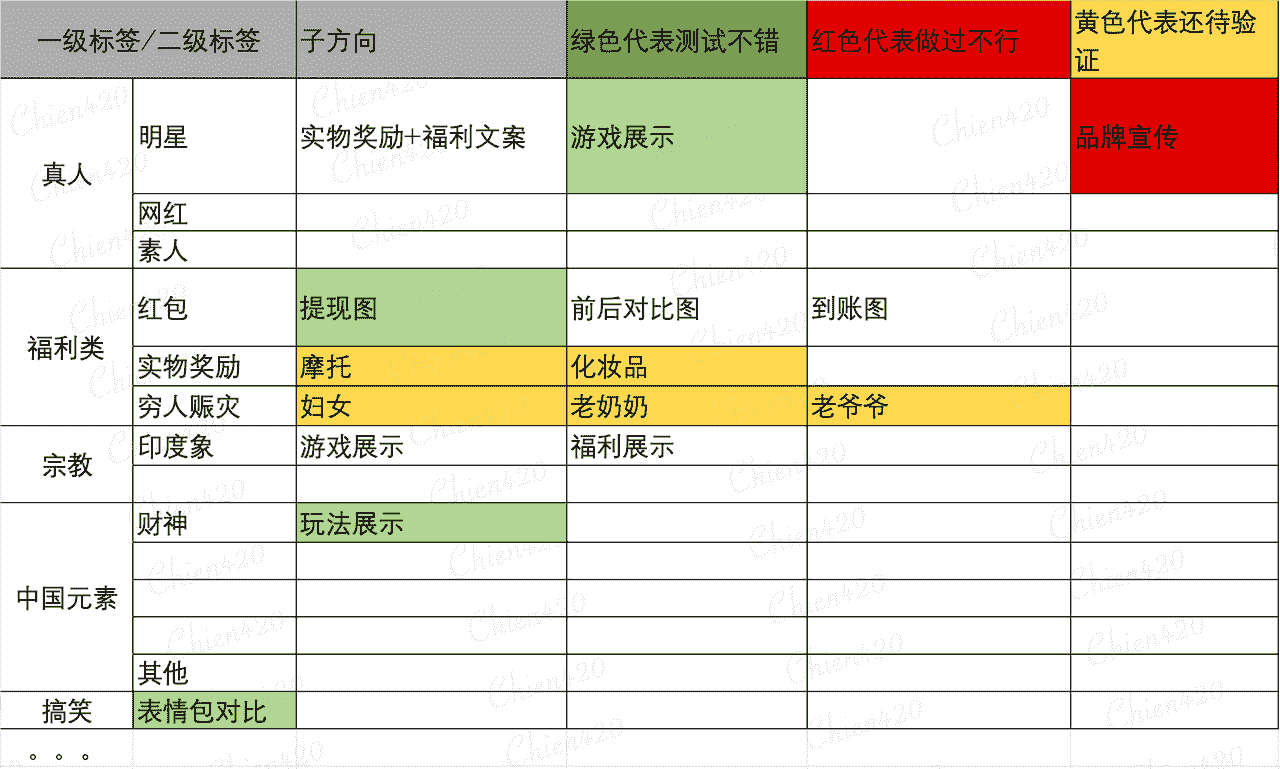 一级标签/二级标签 子方向 绿色代表测试不错 红色代表做过不行 黄色代表还待验
证
真人 明星 实物奖励+福利文案 游戏展示 品牌宣传
网红
素人
福利类 红包 提现图 前后对比图 到账图
实物奖励 摩托 化妆品
穷人赈灾 妇女 老奶奶 老爷爷
宗教 印度象 游戏展示 福利展示
中国元素 财神 玩法展示
其他
搞笑 表情包对比
。。。
Chien420